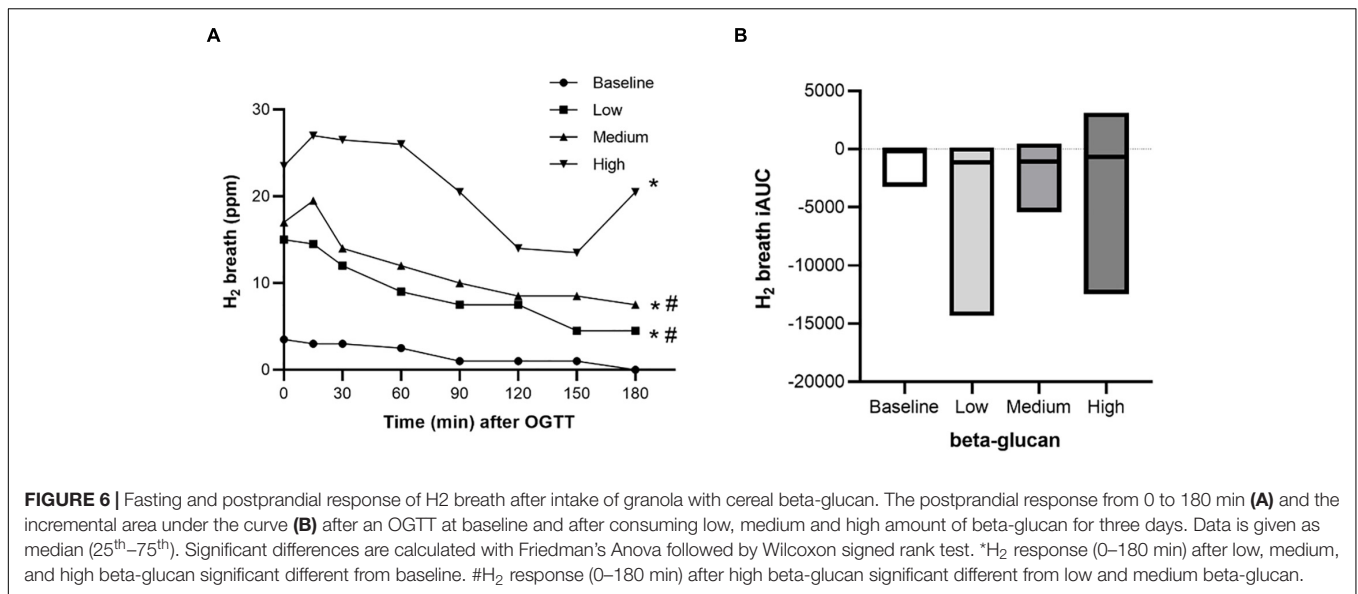 A
B
Baseline
Low
Medium
High
30
20
10
0
H₂ breath (ppm)
*
* #
* #
0 30 60 90 120 150 180
Time (min) after OGTT
5000
0
-5000
-10000
-15000
-20000
H₂ breath iAUC
Baseline Low Medium High
beta-glucan
FIGURE 6 | Fasting and postprandial response of H2 breath after intake of granola with cereal beta-glucan. The postprandial response from 0 to 180 min (A) and the
incremental area under the curve (B) after an OGTT at baseline and after consuming low, medium and high amount of beta-glucan for three days. Data is given as
median (25th–75th). Significant differences are calculated with Friedman's Anova followed by Wilcoxon signed rank test. *H₂ response (0–180 min) after low, medium,
and high beta-glucan significant different from baseline. #H₂ response (0–180 min) after high beta-glucan significant different from low and medium beta-glucan.